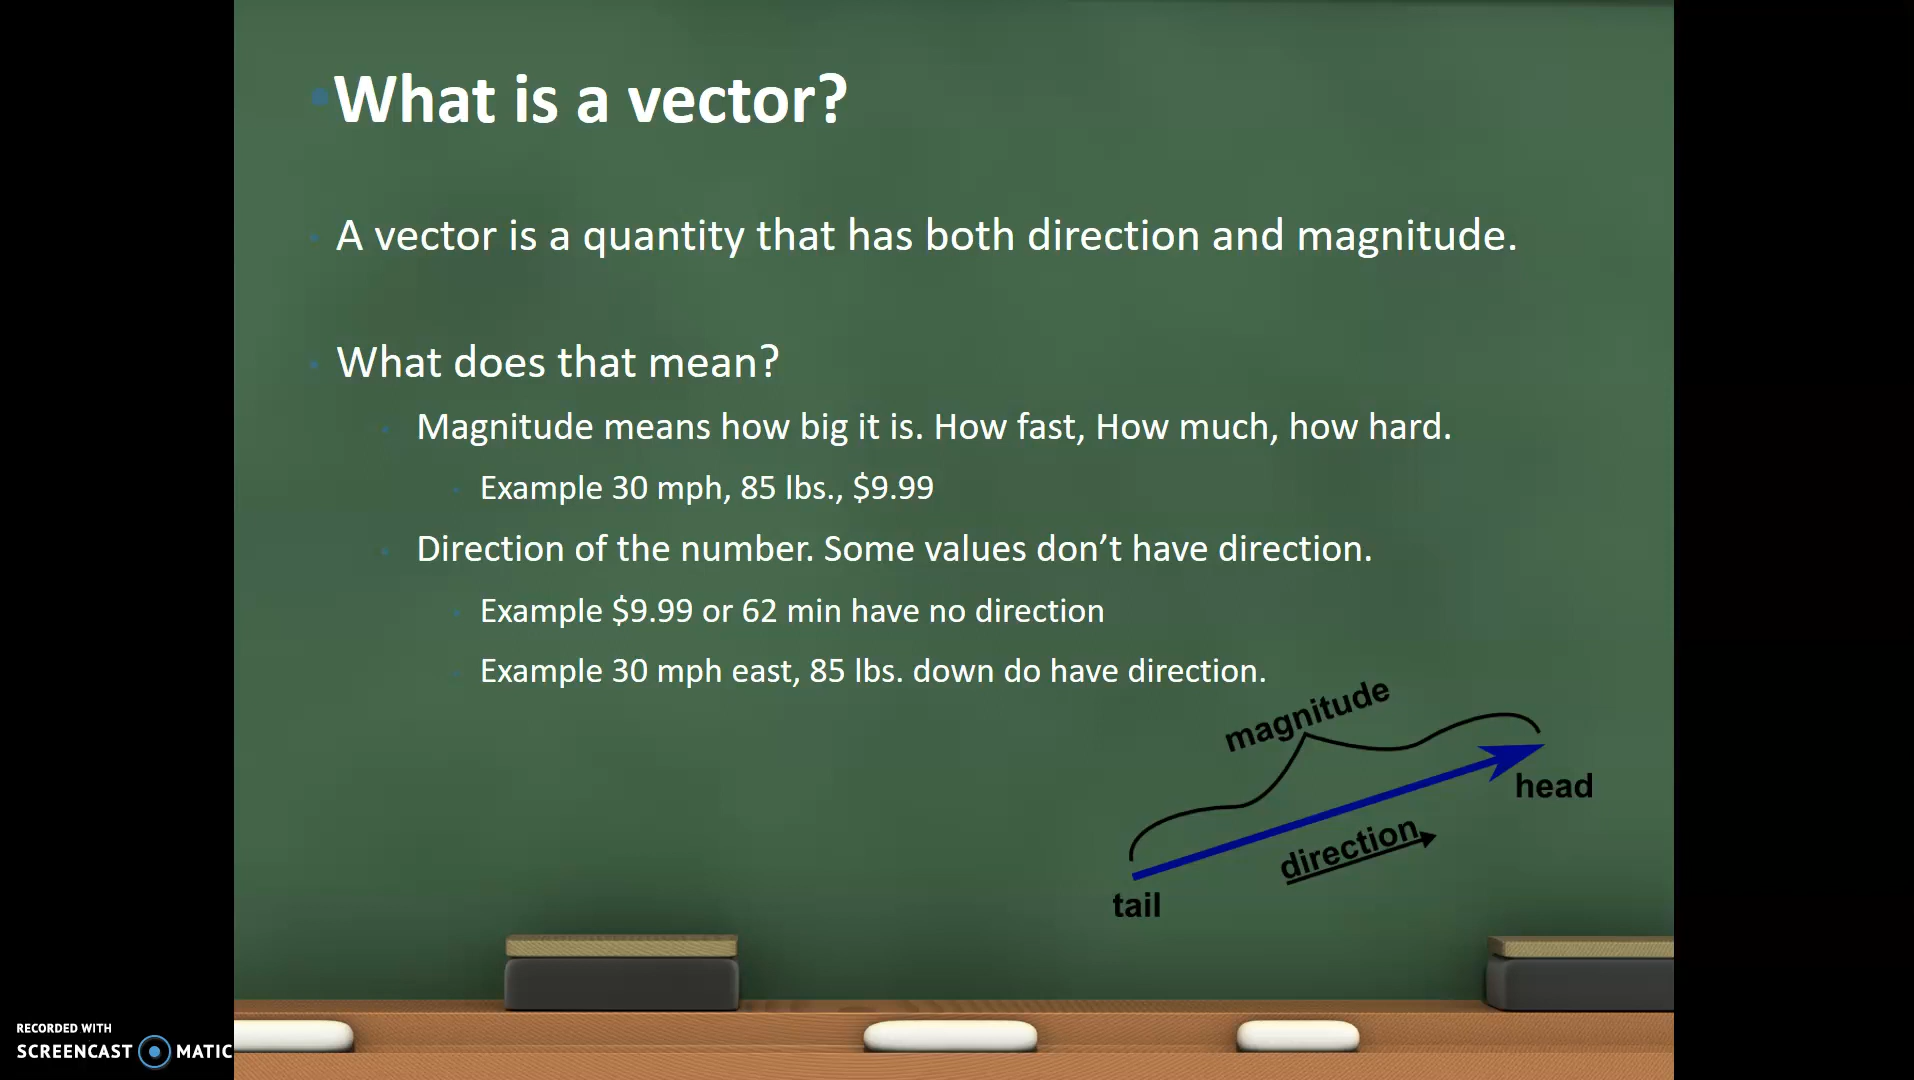 What is a vector?
A vector is a quantity that has both direction and magnitude.
What does that mean?
Magnitude means how big it is. How fast, How much, how hard.
Example 30 mph, 85 lbs., $9.99
Direction of the number. Some values don’t have direction.
Example $9.99 or 62 min have no direction
Example 30 mph east, 85 lbs. down do have direction.
magnitude
head
direction
tail
RECORDED WITH
SCREENCAST MATIC